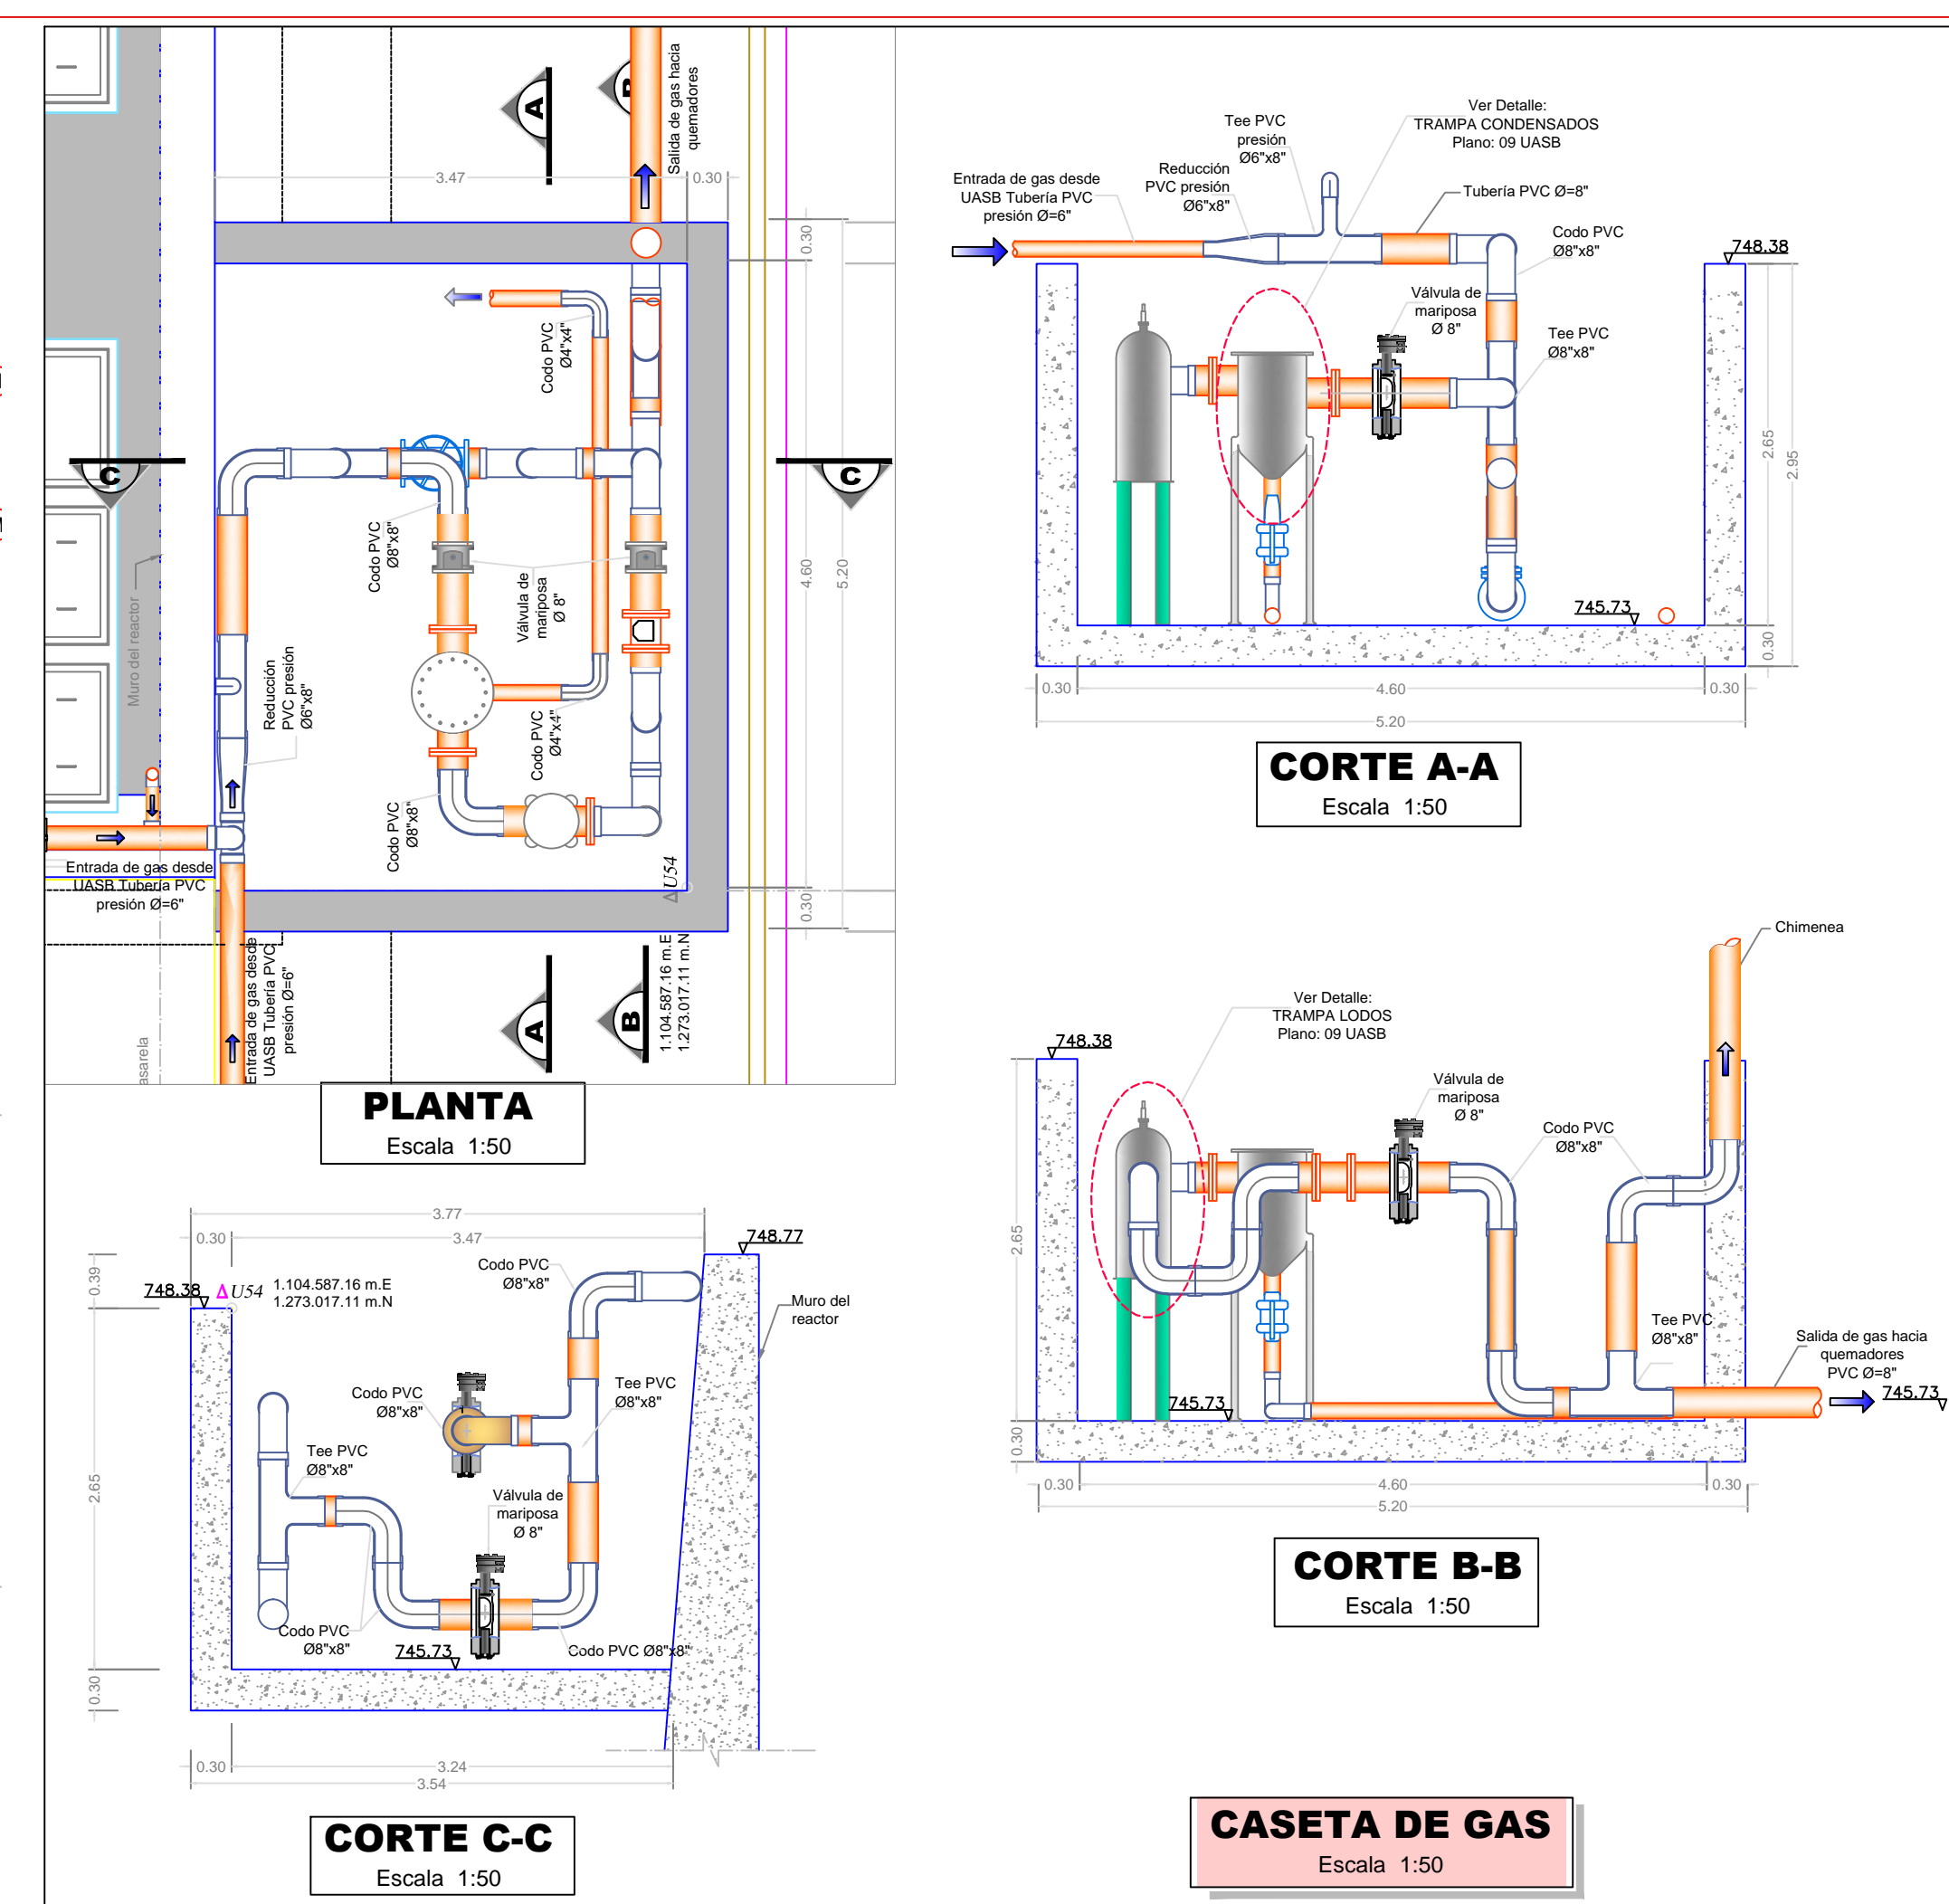 A
B
Salida de gas hacia
quemadores
3.47
0.30
0.30
Codo PVC
Ø4"x4"
C
C
Codo PVC
Ø8"x8"
Válvula de
mariposa
Ø 8"
4.60
5.20
Muro del reactor
Reducción
PVC presión
Ø6"x8"
Codo PVC
Ø4"x4"
Codo PVC
Ø8"x8"
U54
0.30
Entrada de gas desde
UASB Tubería PVC
presión Ø=6"
Entrada de gas desde
UASB Tubería PVC
presión Ø=6"
asarela
A
B
1.104.587.16 m.E
1.273.017.11 m.N
PLANTA
Escala 1:50
Ver Detalle:
TRAMPA CONDENSADOS
Plano: 09 UASB
Tee PVC
presión
Ø6"x8"
Reducción
PVC presión
Ø6"x8"
Entrada de gas desde
UASB Tubería PVC
presión Ø=6"
Tubería PVC Ø=8"
Codo PVC
Ø8"x8"
748.38
Válvula de
mariposa
Ø 8"
Tee PVC
Ø8"x8"
2.65
2.95
745.73
0.30
0.30
4.60
0.30
5.20
CORTE A-A
Escala 1:50
Chimenea
Ver Detalle:
TRAMPA LODOS
Plano: 09 UASB
748.38
Válvula de
mariposa
Ø 8"
Codo PVC
Ø8"x8"
2.65
Tee PVC
Ø8"x8"
Salida de gas hacia
quemadores
PVC Ø=8"
745.73
745.73
0.30
0.30
4.60
0.30
5.20
CORTE B-B
Escala 1:50
3.77
0.30
3.47
748.77
0.39
748.38
U54
1.104.587.16 m.E
1.273.017.11 m.N
Codo PVC
Ø8"x8"
Muro del
reactor
Codo PVC
Ø8"x8"
Tee PVC
Ø8"x8"
Tee PVC
Ø8"x8"
2.65
Válvula de
mariposa
Ø 8"
Codo PVC
Ø8"x8"
745.73
Codo PVC Ø8"x8"
0.30
0.30
3.24
3.54
CORTE C-C
Escala 1:50
CASETA DE GAS
Escala 1:50